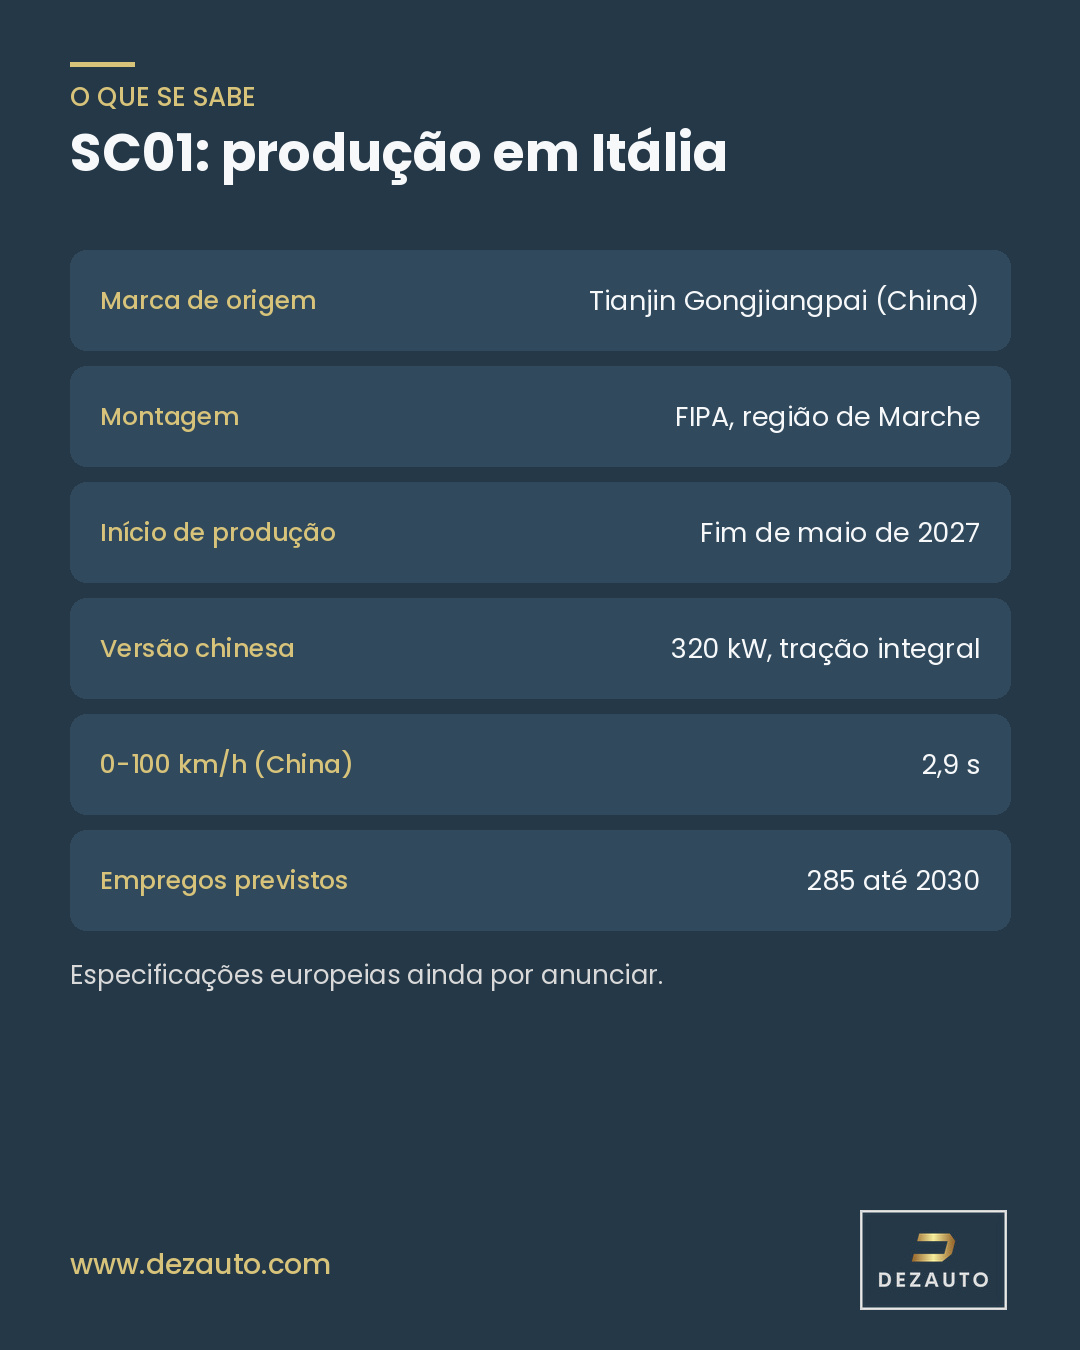 O QUE SE SABE
SC01: produção em Itália
Marca de origem Tianjin Gongjiangpai (China)
Montagem FIPA, região de Marche
Início de produção Fim de maio de 2027
Versão chinesa 320 kW, tração integral
0-100 km/h (China) 2,9 s
Empregos previstos 285 até 2030
Especificações europeias ainda por anunciar.
www.dezauto.com
DEZAUTO